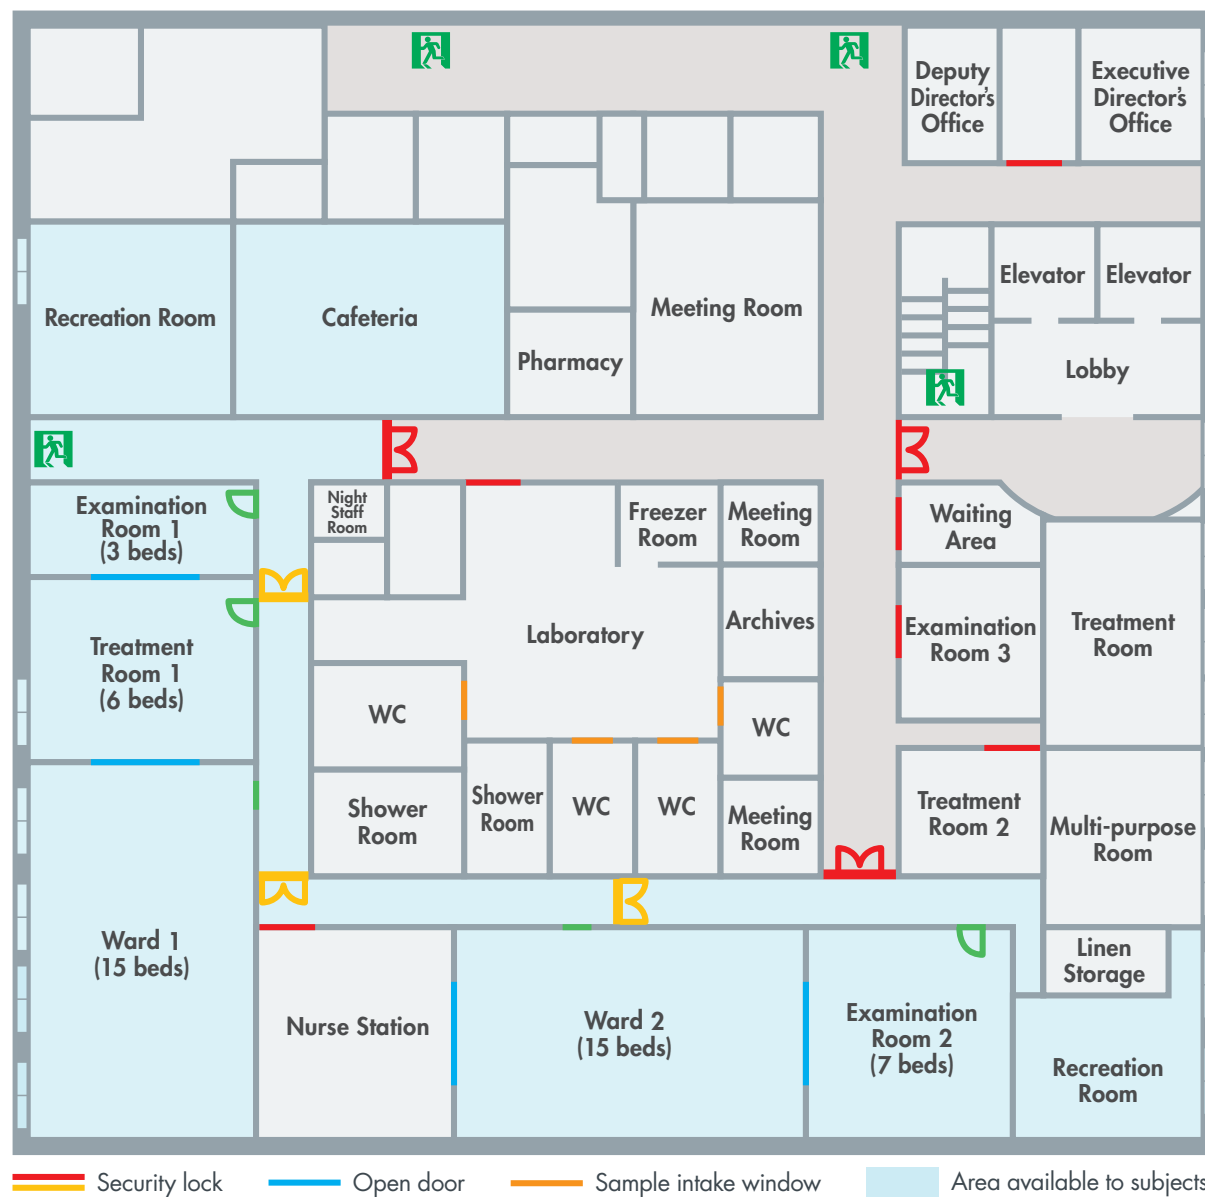 Deputy
Director's
Office
Executive
Director's
Office
Elevator
Elevator
Recreation Room
Cafeteria
Meeting Room
Pharmacy
Lobby
Examination
Room 1
(3 beds)
Night
Staff
Room
Freezer
Room
Meeting
Room
Waiting
Area
Treatment
Room 1
(6 beds)
Laboratory
Archives
Examination
Room 3
Treatment
Room
WC
WC
Shower
Room
Shower
Room
WC
WC
Meeting
Room
Treatment
Room 2
Multi-purpose
Room
Ward 1
(15 beds)
Linen
Storage
Nurse Station
Ward 2
(15 beds)
Examination
Room 2
(7 beds)
Recreation
Room
Security lock
Open door
Sample intake window
Area available to subjects